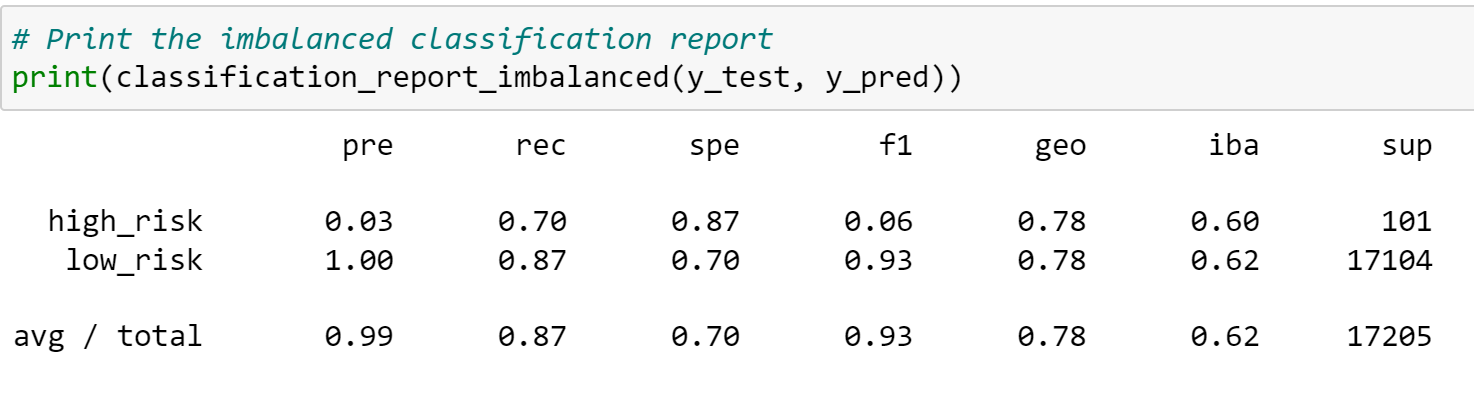 # Print the imbalanced classification report
print(classification_report_imbalanced(y_test, y_pred))
pre rec spe f1 geo iba sup
high_risk 0.03 0.70 0.87 0.06 0.78 0.60 101
low_risk 1.00 0.87 0.70 0.93 0.78 0.62 17104
avg / total 0.99 0.87 0.70 0.93 0.78 0.62 17205